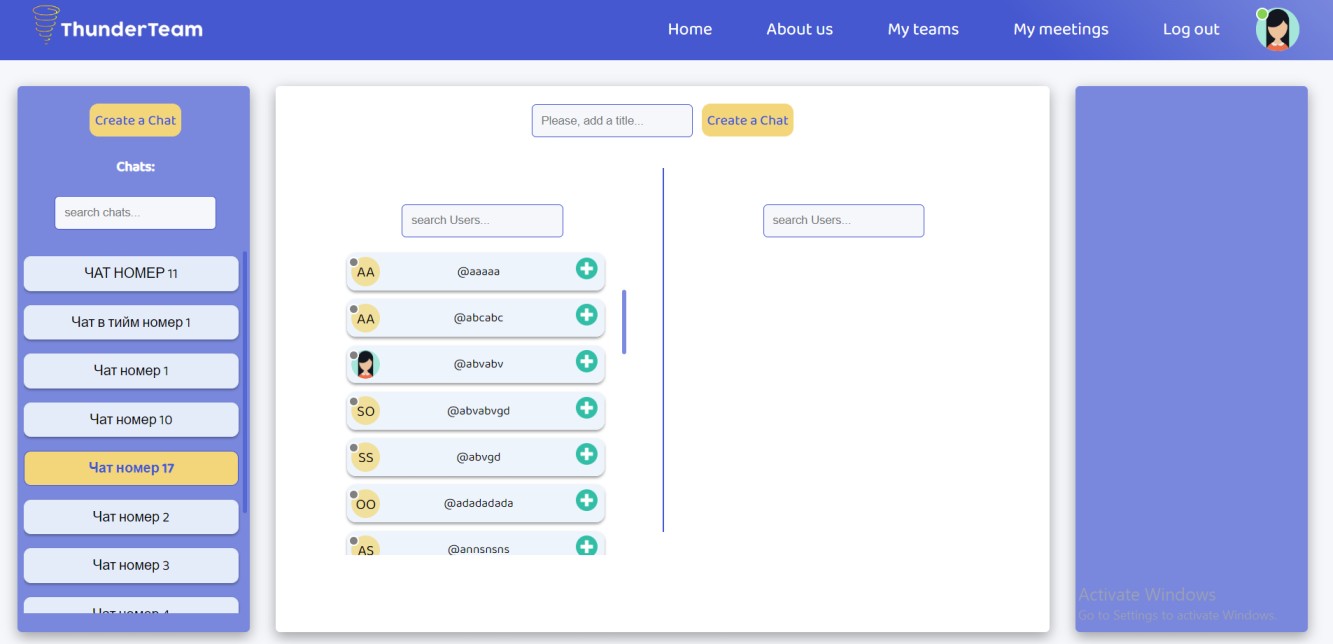 ThunderTeam
Home
About us
My teams
My meetings
Log out
Create a Chat
Chats:
search chats...
ЧАТ НОМЕР 11
Чат в тийм номер 1
Чат номер 1
Чат номер 10
Чат номер 17
Чат номер 2
Чат номер 3
Чат номер 4
Please, add a title...
Create a Chat
search Users...
AA
@aaaaa
AA
@abcabc
@abvabv
SO
@abvabvgd
SS
@abvgd
OO
@adadadada
AS
@annsnsns
search Users...
Activate Windows
Go to Settings to activate Windows.